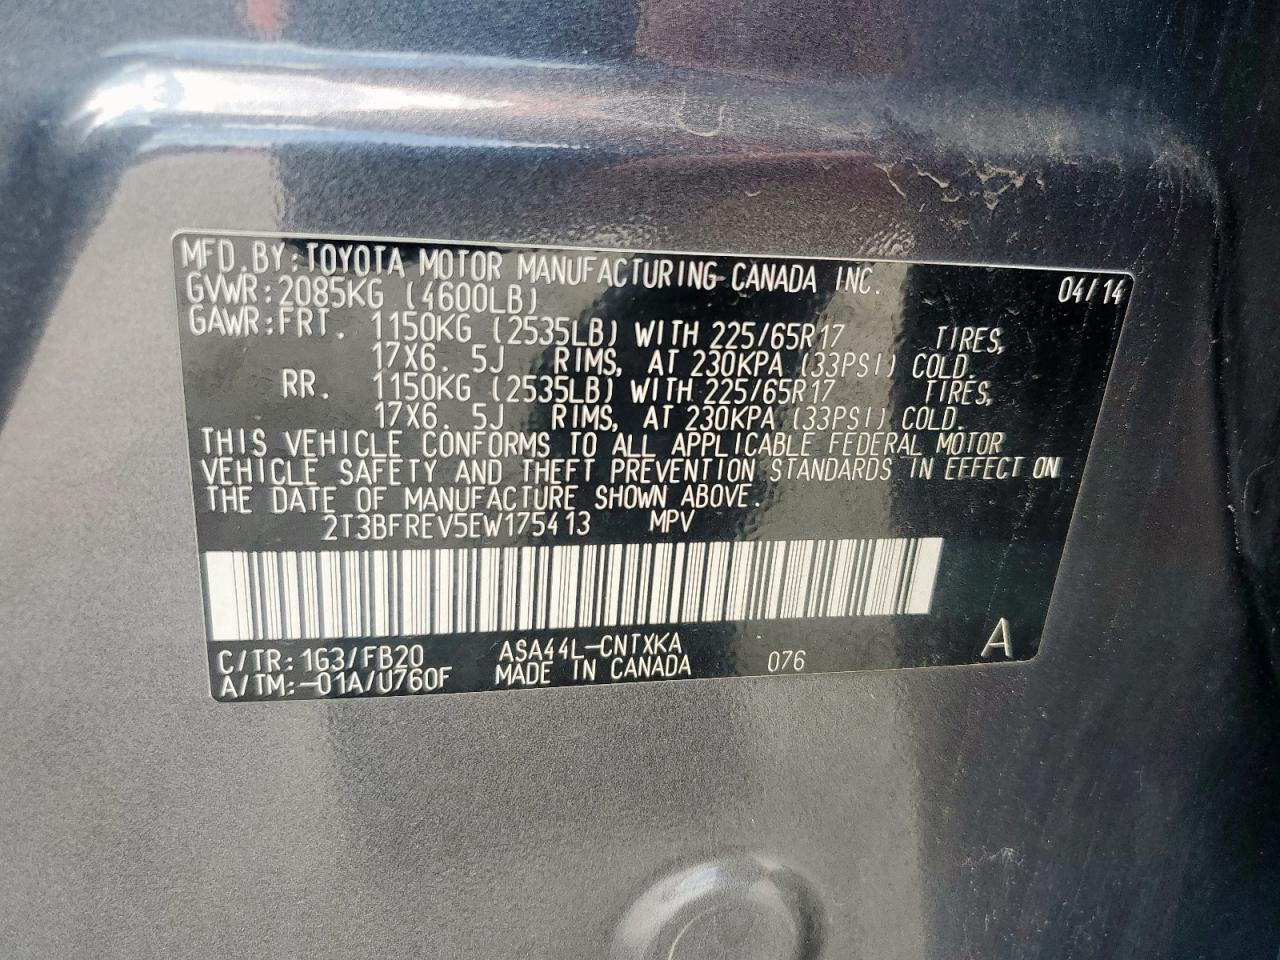 MFD. BY: TOYOTA MOTOR MANUFACTURING CANADA INC. 04/14
GVWR: 2085KG (4600LB)
GAWR: FRT. 1150KG (2535LB) WITH 225/65R17 TIRES,
17X6. 5J RIMS, AT 230KPA (33PSI) COLD.
RR. 1150KG (2535LB) WITH 225/65R17 TIRES,
17X6. 5J RIMS, AT 230KPA (33PSI) COLD.
THIS VEHICLE CONFORMS TO ALL APPLICABLE FEDERAL MOTOR
VEHICLE SAFETY AND THEFT PREVENTION STANDARDS IN EFFECT ON
THE DATE OF MANUFACTURE SHOWN ABOVE.
2T3BFREV5EW175413 MPV
C/TR: 1G3/FB20 ASA44L-CNTXKA 076 A
A/TM: -01A/U760F MADE IN CANADA